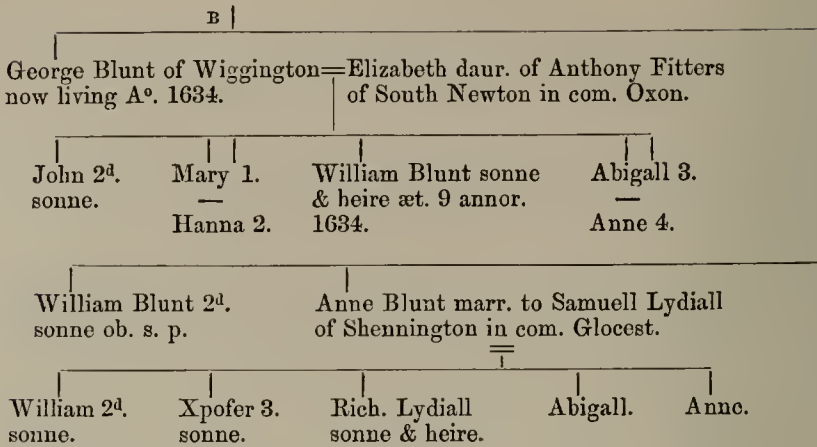 B
George Blunt of Wiggington=Elizabeth daur. of Anthony Fitters
now living Aº. 1634. of South Newton in com. Oxon.
John 2ᵈ. Mary 1. William Blunt sonne Abigall 3.
sonne. — & heire æt. 9 annor. —
Hanna 2. 1634. Anne 4.
William Blunt 2ᵈ. Anne Blunt marr. to Samuell Lydiall
sonne ob. s. p. of Shennington in com. Glocest.
William 2ᵈ. Xpofer 3. Rich. Lydiall Abigall. Anne.
sonne. sonne. sonne & heire.